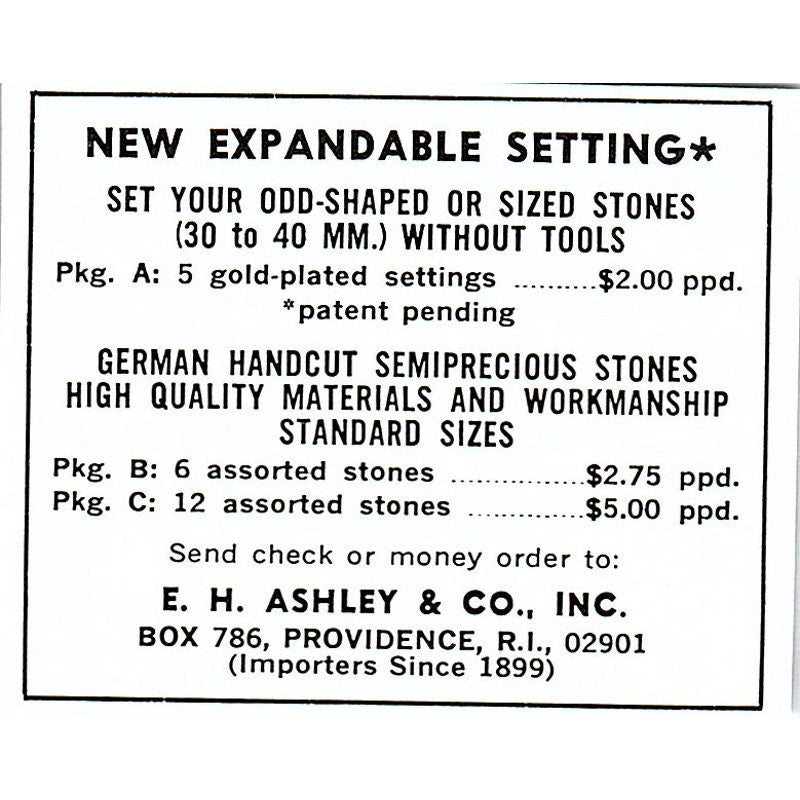 NEW EXPANDABLE SETTING*
SET YOUR ODD-SHAPED OR SIZED STONES
(30 to 40 MM.) WITHOUT TOOLS
Pkg. A: 5 gold-plated settings ..........$2.00 ppd.
*patent pending
GERMAN HANDCUT SEMIPRECIOUS STONES
HIGH QUALITY MATERIALS AND WORKMANSHIP
STANDARD SIZES
Pkg. B: 6 assorted stones ................$2.75 ppd.
Pkg. C: 12 assorted stones ..............$5.00 ppd.
Send check or money order to:
E. H. ASHLEY & CO., INC.
BOX 786, PROVIDENCE, R.I., 02901
(Importers Since 1899)